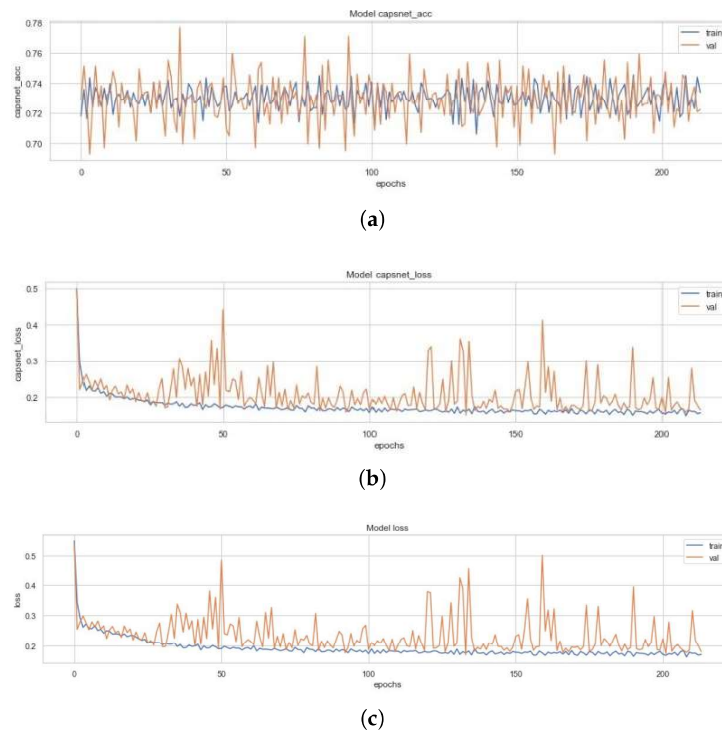 Model capsnet_acc
0.78
0.76
0.74
0.72
0.70
capsnet_acc
train
val
0
50
100
150
200
epochs
(a)
Model capsnet_loss
0.5
0.4
0.3
0.2
capsnet_loss
train
val
0
50
100
150
200
epochs
(b)
Model loss
0.5
0.4
0.3
0.2
loss
train
val
0
50
100
150
200
epochs
(c)